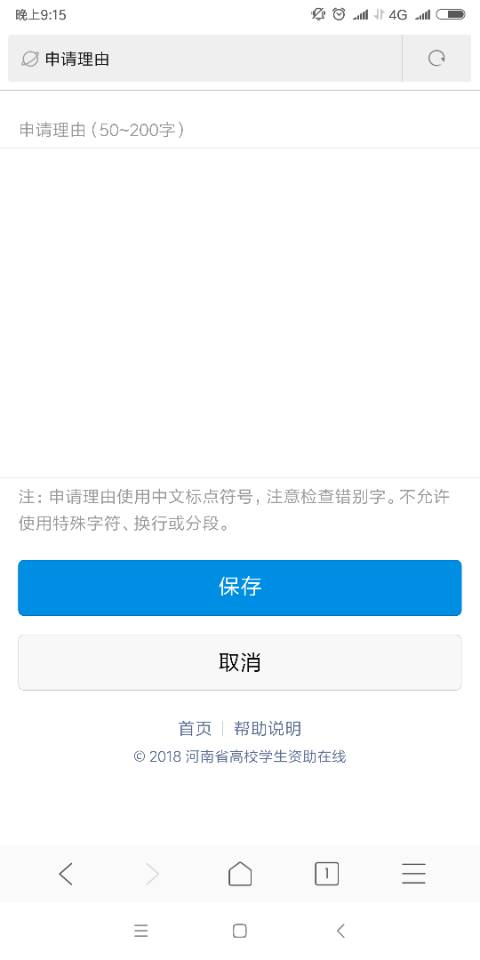 晚上9:15
4G
申请理由
申请理由（50~200字）
注：申请理由使用中文标点符号，注意检查错别字。不允许
使用特殊字符、换行或分段。
保存
取消
首页 | 帮助说明
© 2018 河南省高校学生资助在线
1